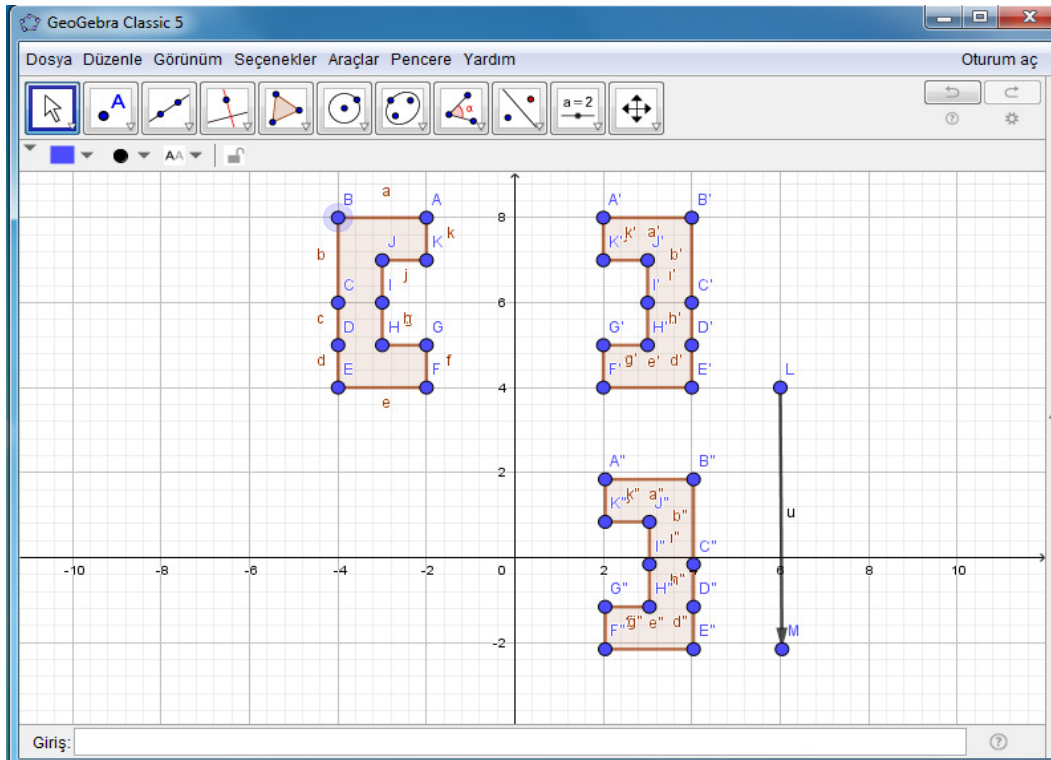 GeoGebra Classic 5
Dosya Düzenle Görünüm Seçenekler Araçlar Pencere Yardım Oturum aç
A α a=2
AA
B a A A' B'
8
b J K k K' k' a' J' b'
j ı'
C I I' C'
6
c D H G G' H' h' D'
d E F f F' g' e' d' E' L
4
e
2 A" B"
K" k" a" J" b" u
I" ı" C"
-10 -8 -6 -4 -2 0 2 4 6 8 10
G" H" h" D"
F" g" e" d" E" M
-2
Giriş: